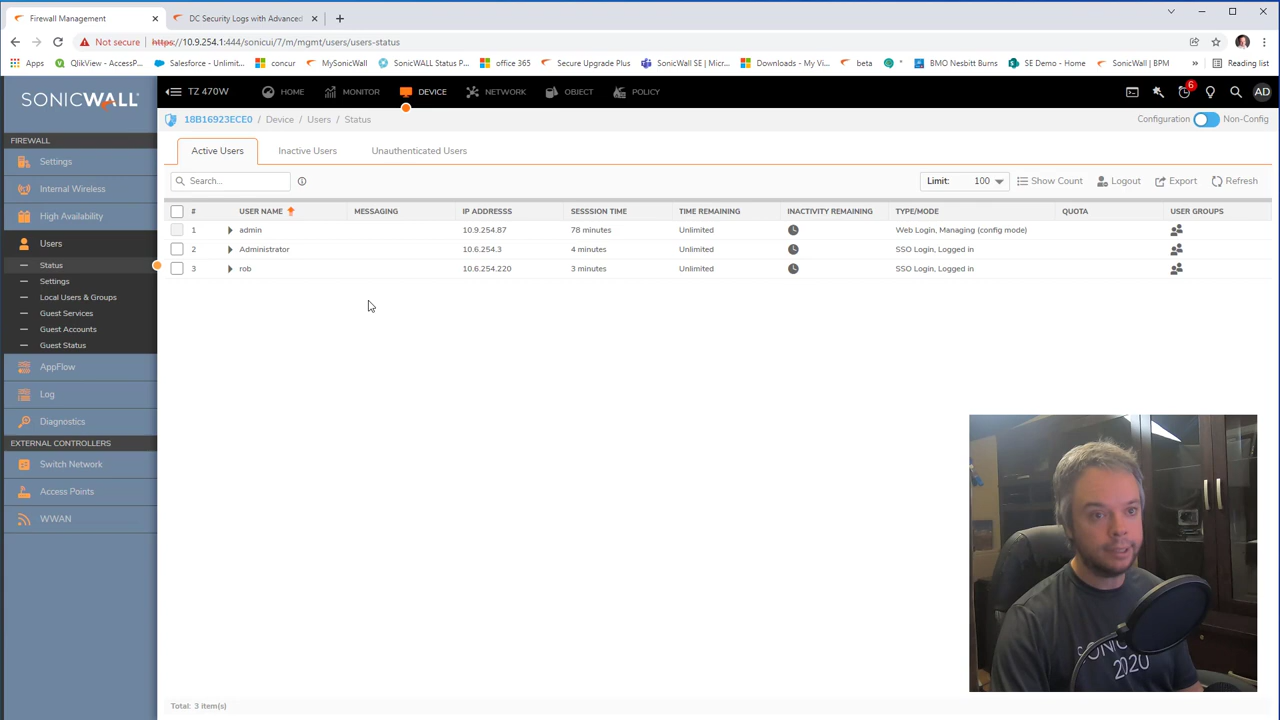 Firewall Management
DC Security Logs with Advanced
Not secure https://10.9.254.1:444/sonicui/7/m/mgmt/users/users-status
Apps QlikView - AccessP... Salesforce - Unlimit... concur MySonicWall SonicWALL Status P... office 365 Secure Upgrade Plus SonicWall SE | Micr... Downloads - My Vi... beta BMO Nesbitt Burns SE Demo - Home SonicWall | BPM » Reading list
SONICWALL
TZ 470W HOME MONITOR DEVICE NETWORK OBJECT POLICY 6 AD
18B16923ECE0 / Device / Users / Status Configuration Non-Config
FIREWALL
Settings
Internal Wireless
High Availability
Users
Status
Settings
Local Users & Groups
Guest Services
Guest Accounts
Guest Status
AppFlow
Log
Diagnostics
EXTERNAL CONTROLLERS
Switch Network
Access Points
WWAN
Active Users Inactive Users Unauthenticated Users
Search... Limit: 100 Show Count Logout Export Refresh
# USER NAME MESSAGING IP ADDRESSS SESSSION TIME TIME REMAINING INACTIVITY REMAINING TYPE/MODE QUOTA USER GROUPS
1 admin 10.9.254.87 78 minutes Unlimited Web Login, Managing (config mode)
2 Administrator 10.6.254.3 4 minutes Unlimited SSO Login, Logged in
3 rob 10.6.254.220 3 minutes Unlimited SSO Login, Logged in
2020
Total: 3 item(s)